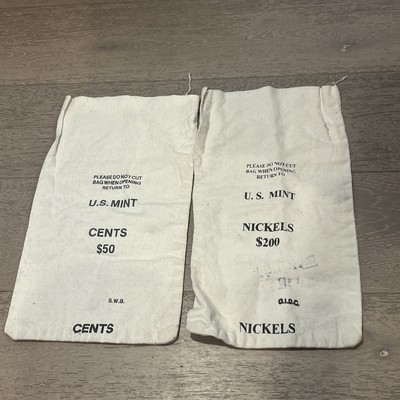 PLEASE DO NOT CUT
BAG WHEN OPENING
RETURN TO
U.S. MINT
CENTS
$50
S.W.B.
CENTS
PLEASE DO NOT CUT
BAG WHEN OPENING
RETURN TO
U. S. MINT
NICKELS
$200
G.I.D.C.
NICKELS